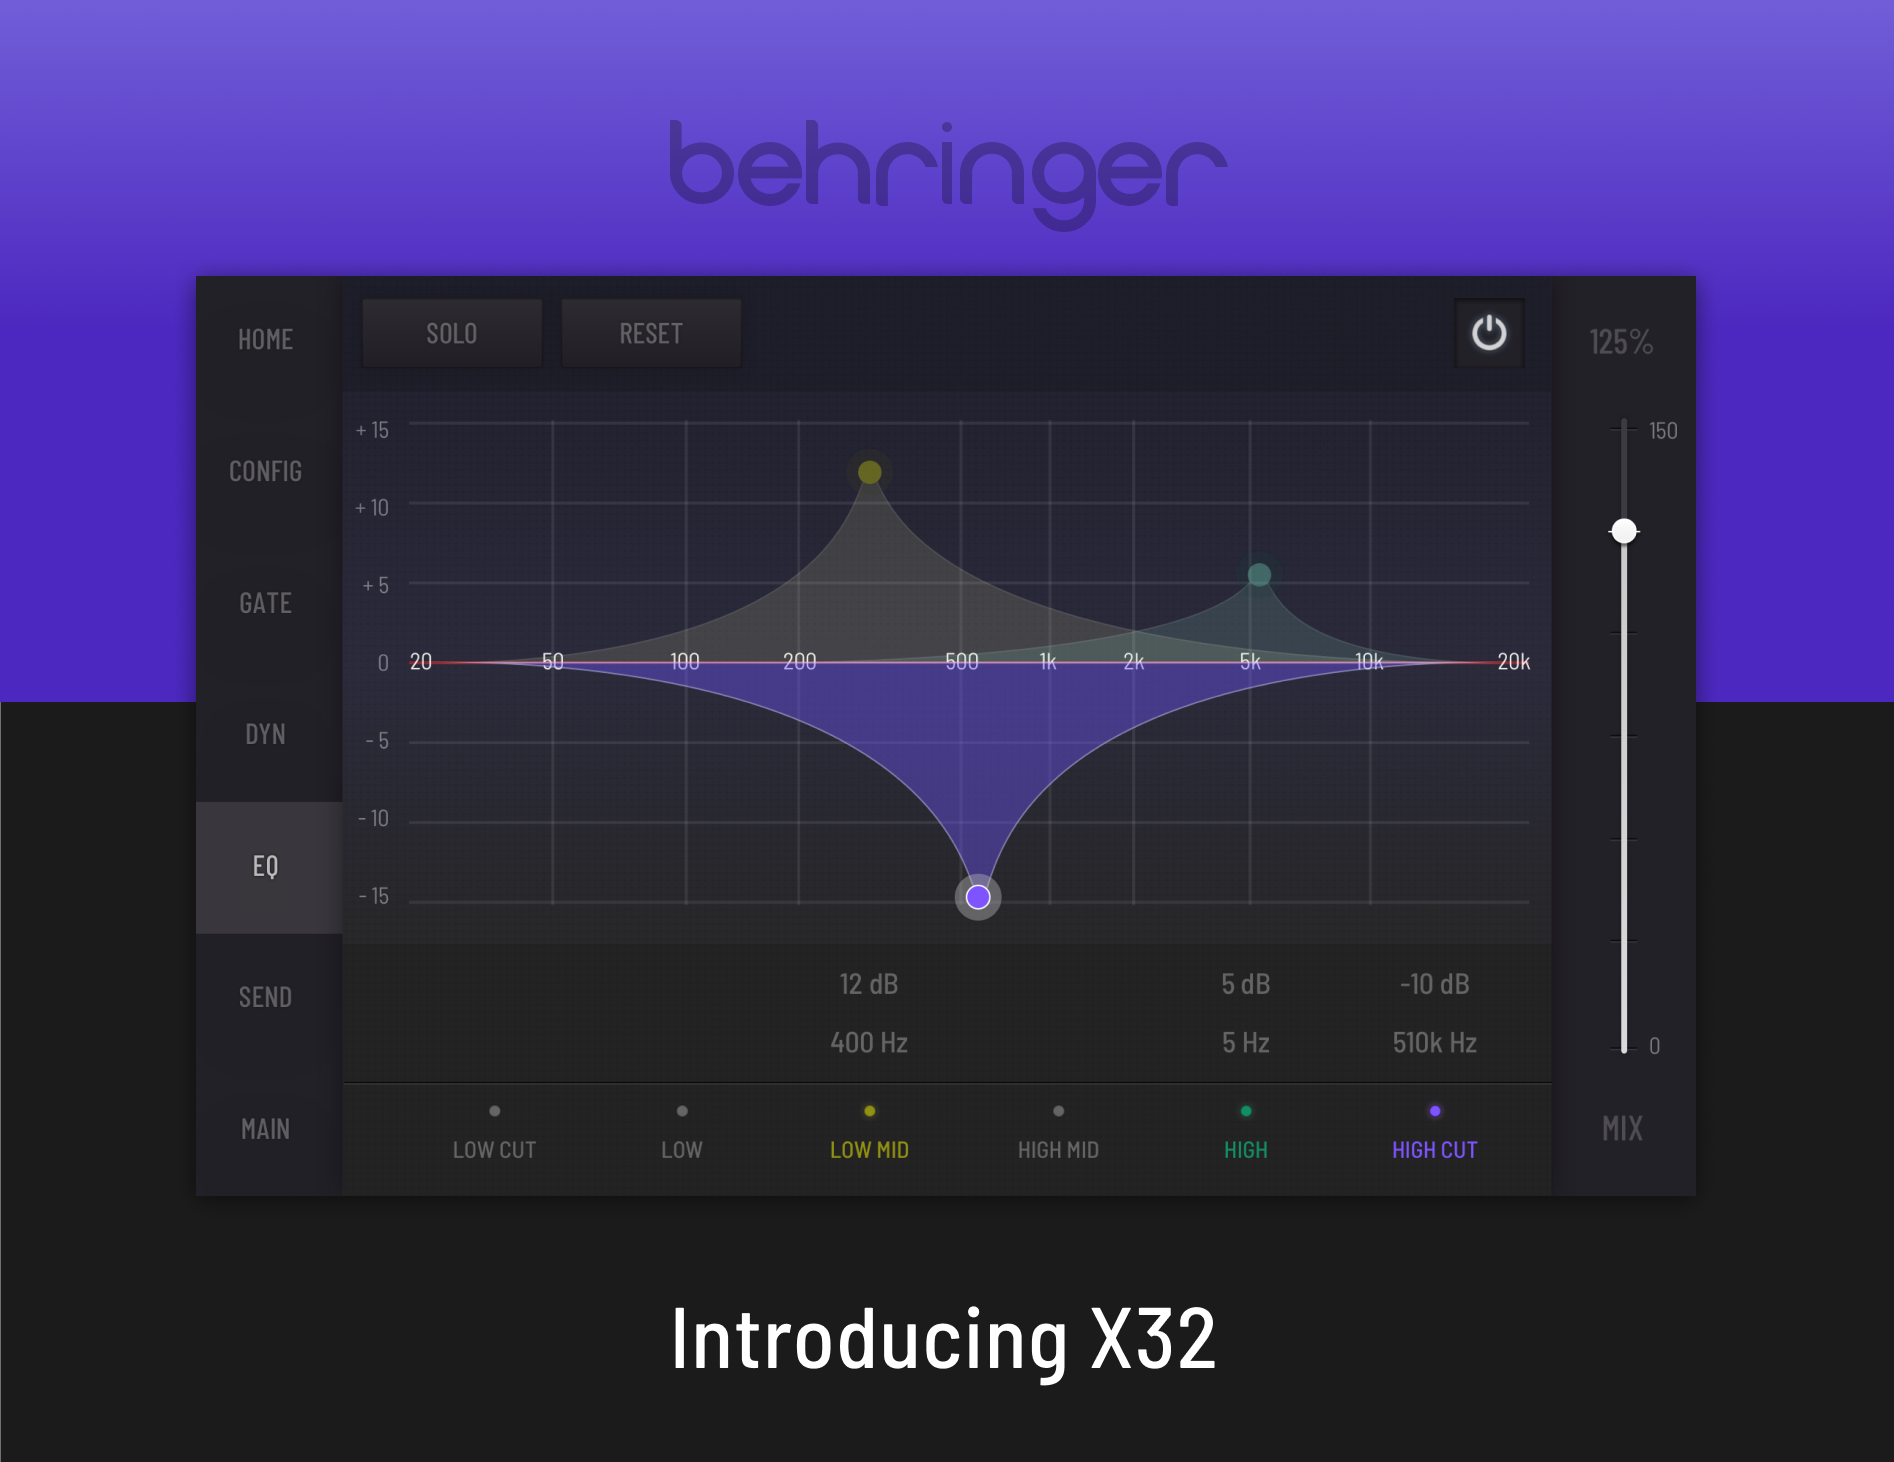 behringer
HOME
CONFIG
GATE
DYN
EQ
SEND
MAIN
SOLO
RESET
+ 15
+ 10
+ 5
0
- 5
- 10
- 15
20 50 100 200 500 1k 2k 5k 10k 20k
12 dB 5 dB -10 dB
400 Hz 5 Hz 510k Hz
LOW CUT LOW LOW MID HIGH MID HIGH HIGH CUT
125%
150
0
MIX
Introducing X32